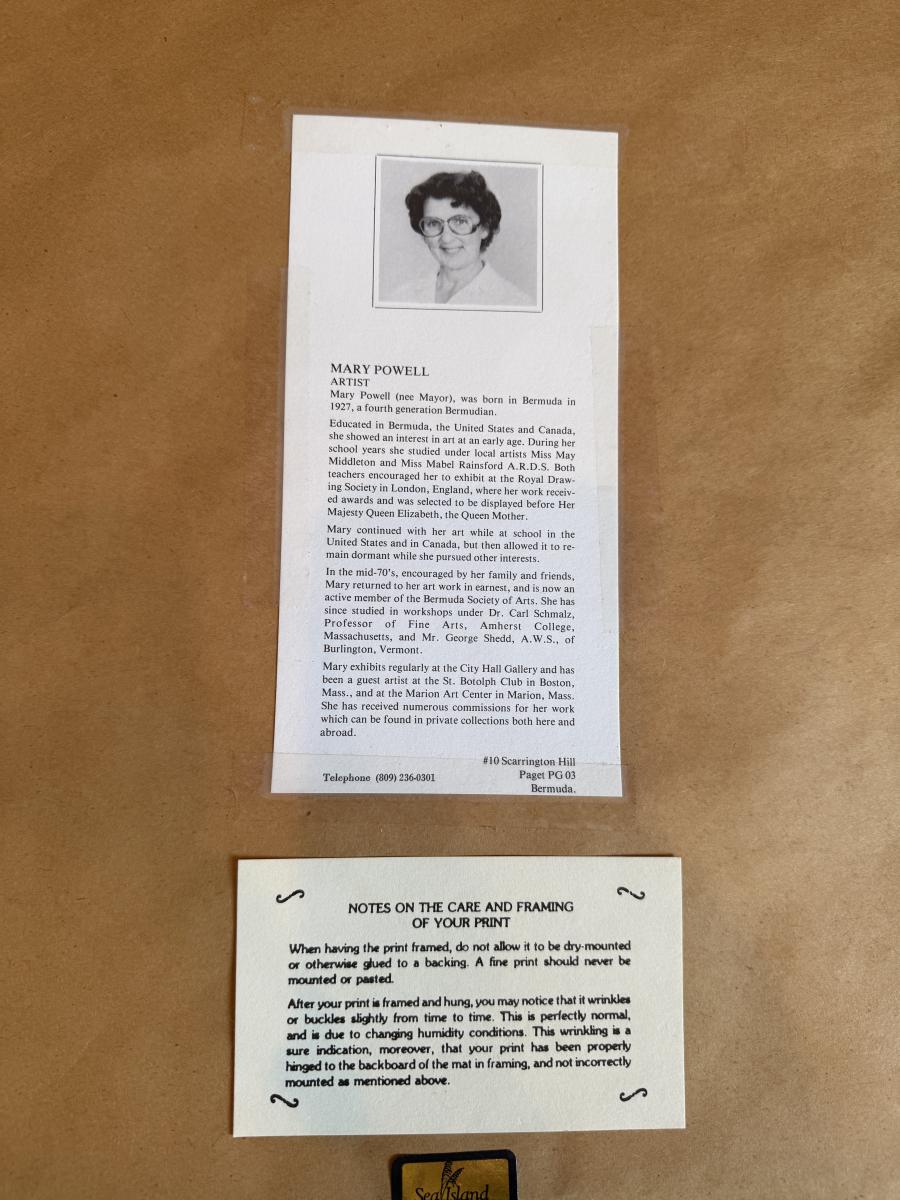 MARY POWELL
ARTIST
Mary Powell (nee Mayor), was born in Bermuda in
1927, a fourth generation Bermudian.
Educated in Bermuda, the United States and Canada,
she showed an interest in art at an early age. During her
school years she studied under local artists Miss May
Middleton and Miss Mabel Rainsford A.R.D.S. Both
teachers encouraged her to exhibit at the Royal Draw-
ing Society in London, England, where her work receiv-
ed awards and was selected to be displayed before Her
Majesty Queen Elizabeth, the Queen Mother.
Mary continued with her art while at school in the
United States and in Canada, but then allowed it to re-
main dormant while she pursued other interests.
In the mid-70's, encouraged by her family and friends,
Mary returned to her art work in earnest, and is now an
active member of the Bermuda Society of Arts. She has
since studied in workshops under Dr. Carl Schmalz,
Professor of Fine Arts, Amherst College,
Massachusetts, and Mr. George Shedd, A.W.S., of
Burlington, Vermont.
Mary exhibits regularly at the City Hall Gallery and has
been a guest artist at the St. Botolph Club in Boston,
Mass., and at the Marion Art Center in Marion, Mass.
She has received numerous commissions for her work
which can be found in private collections both here and
abroad.
#10 Scarrington Hill
Telephone (809) 236-0301 Paget PG 03
Bermuda.
NOTES ON THE CARE AND FRAMING
OF YOUR PRINT
When having the print framed, do not allow it to be dry-mounted
or otherwise glued to a backing. A fine print should never be
mounted or pasted.
After your print is framed and hung, you may notice that it wrinkles
or buckles slightly from time to time. This is perfectly normal,
and is due to changing humidity conditions. This wrinkling is a
sure indication, moreover, that your print has been properly
hinged to the backboard of the mat in framing, and not incorrectly
mounted as mentioned above.
Sea Island